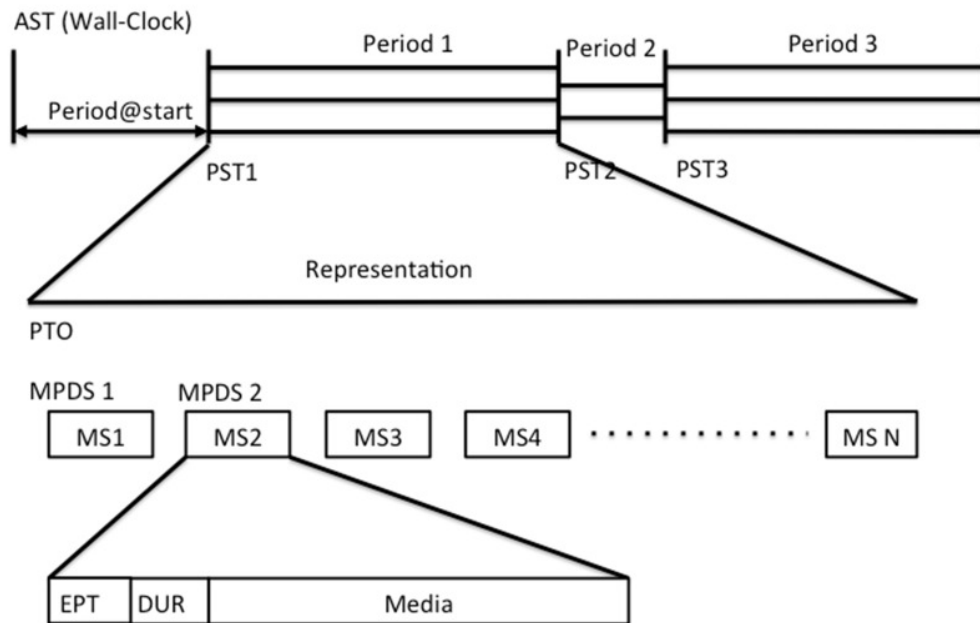 AST (Wall-Clock)
Period 1
Period 2
Period 3
Period@start
PST1
PST2
PST3
Representation
PTO
MPDS 1
MPDS 2
MS1
MS2
MS3
MS4
MS N
EPT
DUR
Media